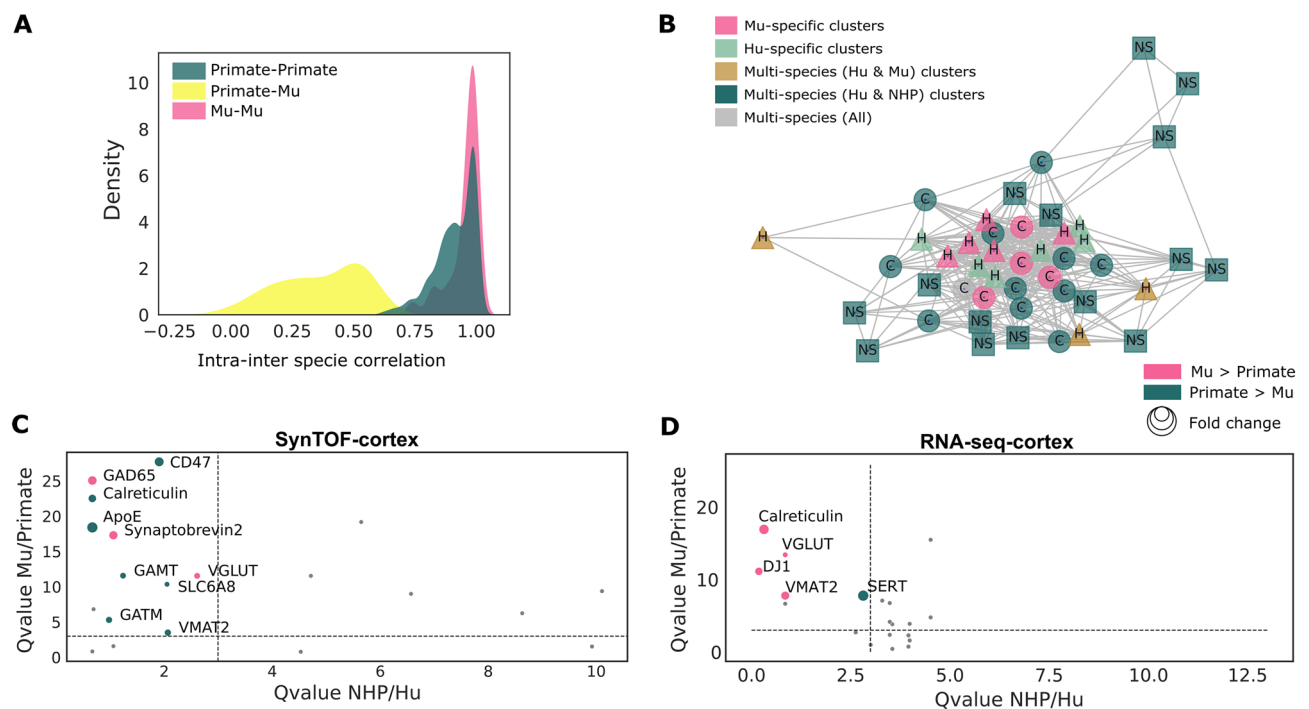 A
Primate-Primate
Primate-Mu
Mu-Mu
Density
10
8
6
4
2
0
−0.25
0.00
0.25
0.50
0.75
1.00
Intra-inter specie correlation
B
Mu-specific clusters
Hu-specific clusters
Multi-species (Hu & Mu) clusters
Multi-species (Hu & NHP) clusters
Multi-species (All)
NS
NS
NS
C
C
NS
NS
H
C
H
H
C
H
H
H
H
H
H
H
H
C
C
C
C
H
H
C
NS
C
C
C
C
C
NS
H
NS
NS
NS
C
NS
C
NS
NS
C
H
NS
NS
Mu > Primate
Primate > Mu
Fold change
C
SynTOF-cortex
Qvalue Mu/Primate
25
20
15
10
5
0
CD47
GAD65
Calreticulin
ApoE
Synaptobrevin2
GAMT
VGLUT
SLC6A8
GATM
VMAT2
2
4
6
8
10
Qvalue NHP/Hu
D
RNA-seq-cortex
Qvalue Mu/Primate
20
10
0
Calreticulin
VGLUT
DJ1
VMAT2
SERT
0.0
2.5
5.0
7.5
10.0
12.5
Qvalue NHP/Hu